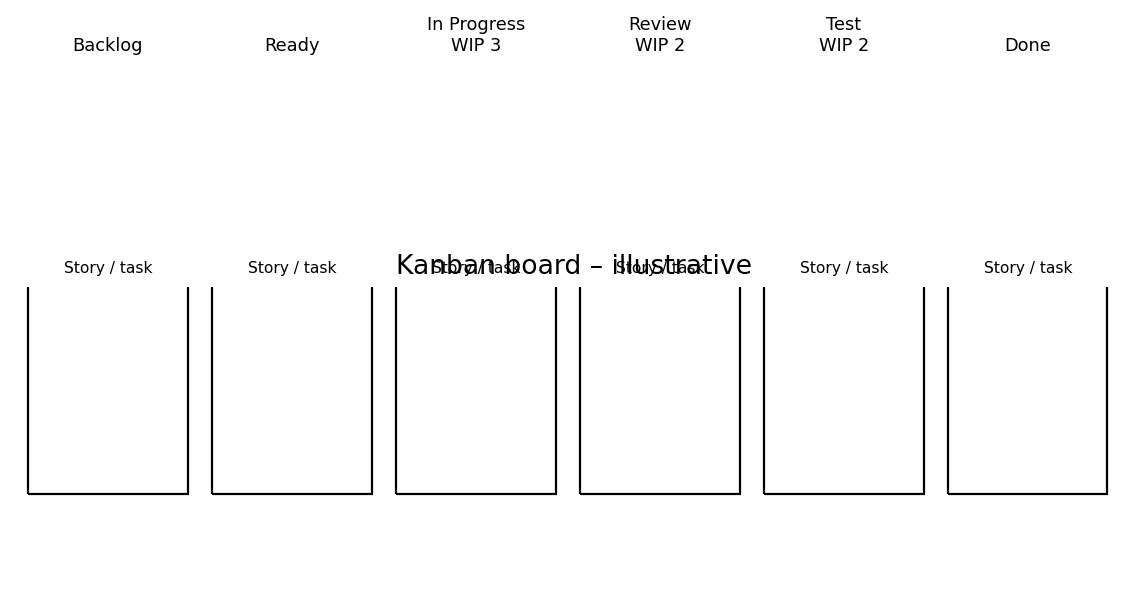 Backlog
Ready
In Progress
WIP 3
Review
WIP 2
Test
WIP 2
Done
Kanban board – illustrative
Story / task
Story / task
Story / task
Story / task
Story / task
Story / task